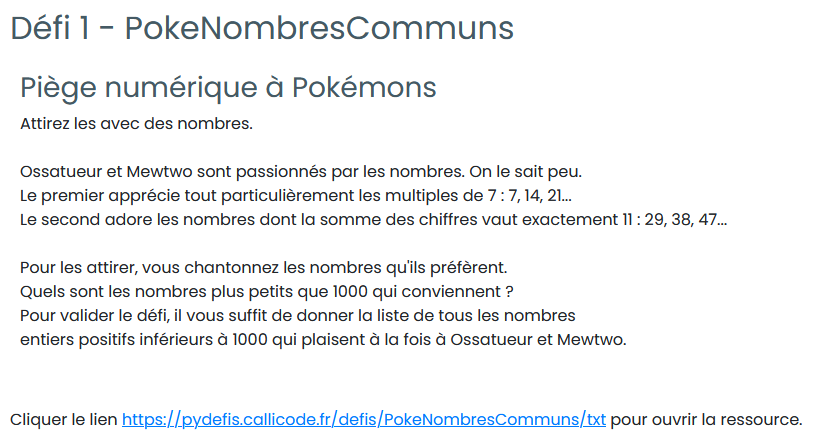 Défi 1 - PokeNombresCommuns
Piège numérique à Pokémons
Attirez les avec des nombres.
Ossatueur et Mewtwo sont passionnés par les nombres. On le sait peu.
Le premier apprécie tout particulièrement les multiples de 7 : 7, 14, 21...
Le second adore les nombres dont la somme des chiffres vaut exactement 11 : 29, 38, 47...
Pour les attirer, vous chantonnez les nombres qu'ils préfèrent.
Quels sont les nombres plus petits que 1000 qui conviennent ?
Pour valider le défi, il vous suffit de donner la liste de tous les nombres
entiers positifs inférieurs à 1000 qui plaisent à la fois à Ossatueur et Mewtwo.
Cliquer le lien https://pydefis.callicode.fr/defis/PokeNombresCommuns/txt pour ouvrir la ressource.